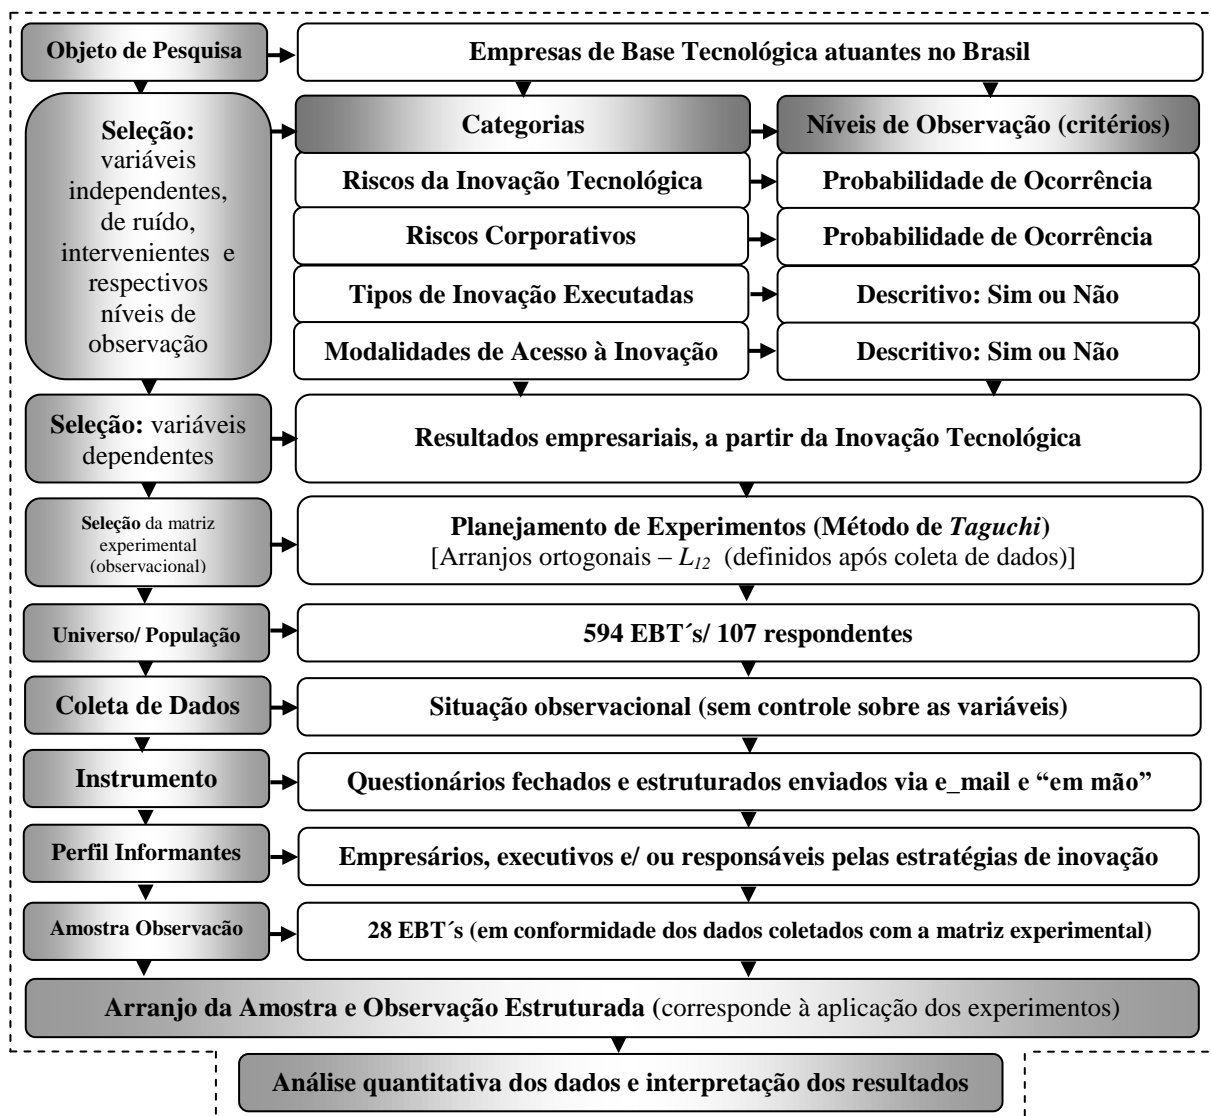 Objeto de Pesquisa
Empresas de Base Tecnológica atuantes no Brasil
Seleção:
variáveis
independentes,
de ruído,
intervenientes e
respectivos
níveis de
observação
Categorias
Níveis de Observação (critérios)
Riscos da Inovação Tecnológica
Probabilidade de Ocorrência
Riscos Corporativos
Probabilidade de Ocorrência
Tipos de Inovação Executadas
Descritivo: Sim ou Não
Modalidades de Acesso à Inovação
Descritivo: Sim ou Não
Seleção: variáveis
dependentes
Resultados empresariais, a partir da Inovação Tecnológica
Seleção da matriz
experimental
(observacional)
Planejamento de Experimentos (Método de Taguchi)
[Arranjos ortogonais – L12 (definidos após coleta de dados)]
Universo/ População
594 EBT´s/ 107 respondentes
Coleta de Dados
Situação observacional (sem controle sobre as variáveis)
Instrumento
Questionários fechados e estruturados enviados via e_mail e “em mão”
Perfil Informantes
Empresários, executivos e/ ou responsáveis pelas estratégias de inovação
Amostra Observacão
28 EBT´s (em conformidade dos dados coletados com a matriz experimental)
Arranjo da Amostra e Observação Estruturada (corresponde à aplicação dos experimentos)
Análise quantitativa dos dados e interpretação dos resultados